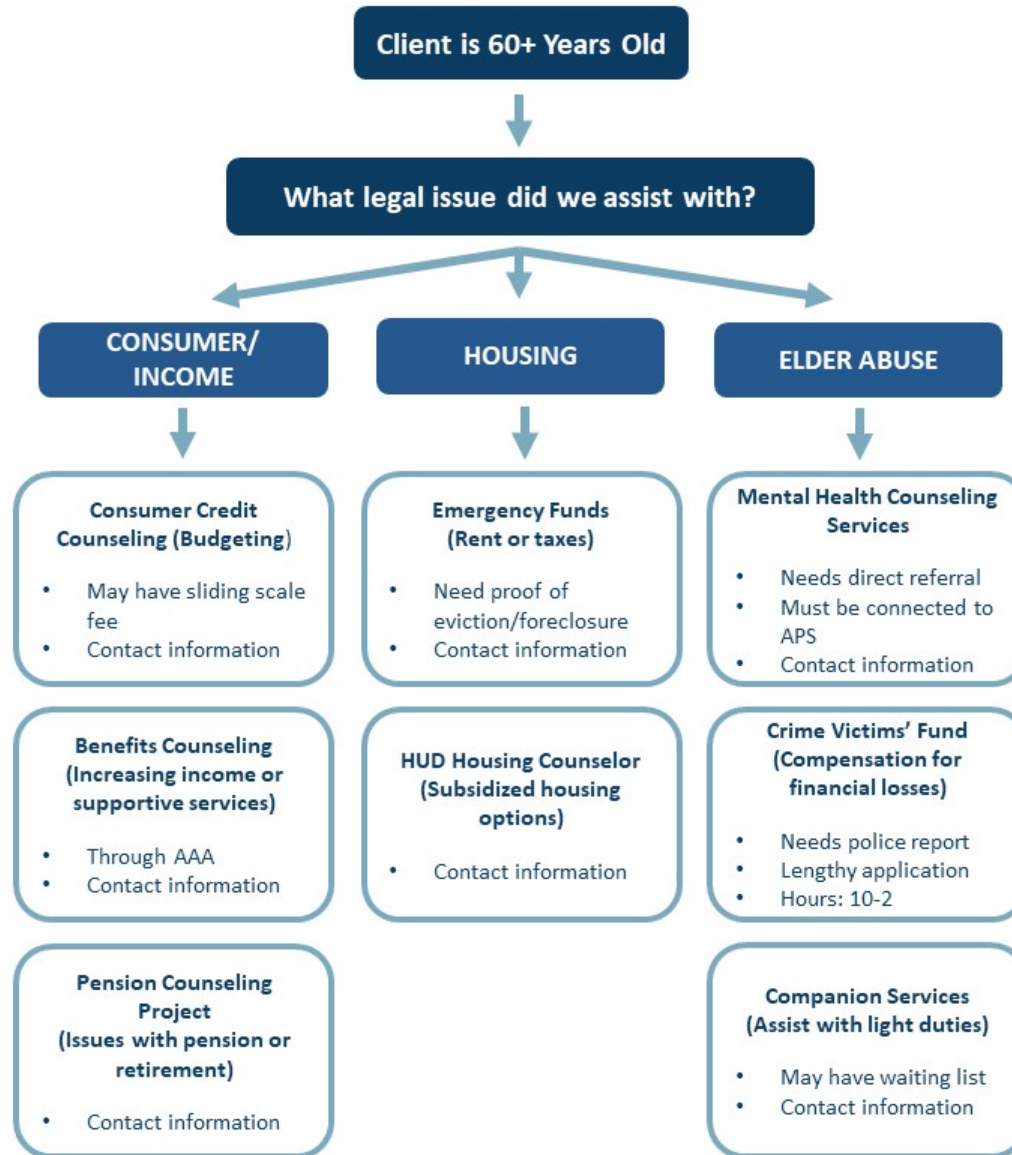 Client is 60+ Years Old
What legal issue did we assist with?
CONSUMER/
INCOME
Consumer Credit
Counseling (Budgeting)
• May have sliding scale
fee
• Contact information
Benefits Counseling
(Increasing income or
supportive services)
• Through AAA
• Contact information
Pension Counseling
Project
(Issues with pension or
retirement)
• Contact information
HOUSING
Emergency Funds
(Rent or taxes)
• Need proof of
eviction/foreclosure
• Contact information
HUD Housing Counselor
(Subsidized housing
options)
• Contact information
ELDER ABUSE
Mental Health Counseling
Services
• Needs direct referral
• Must be connected to
APS
• Contact information
Crime Victims’ Fund
(Compensation for
financial losses)
• Needs police report
• Lengthy application
• Hours: 10-2
Companion Services
(Assist with light duties)
• May have waiting list
• Contact information